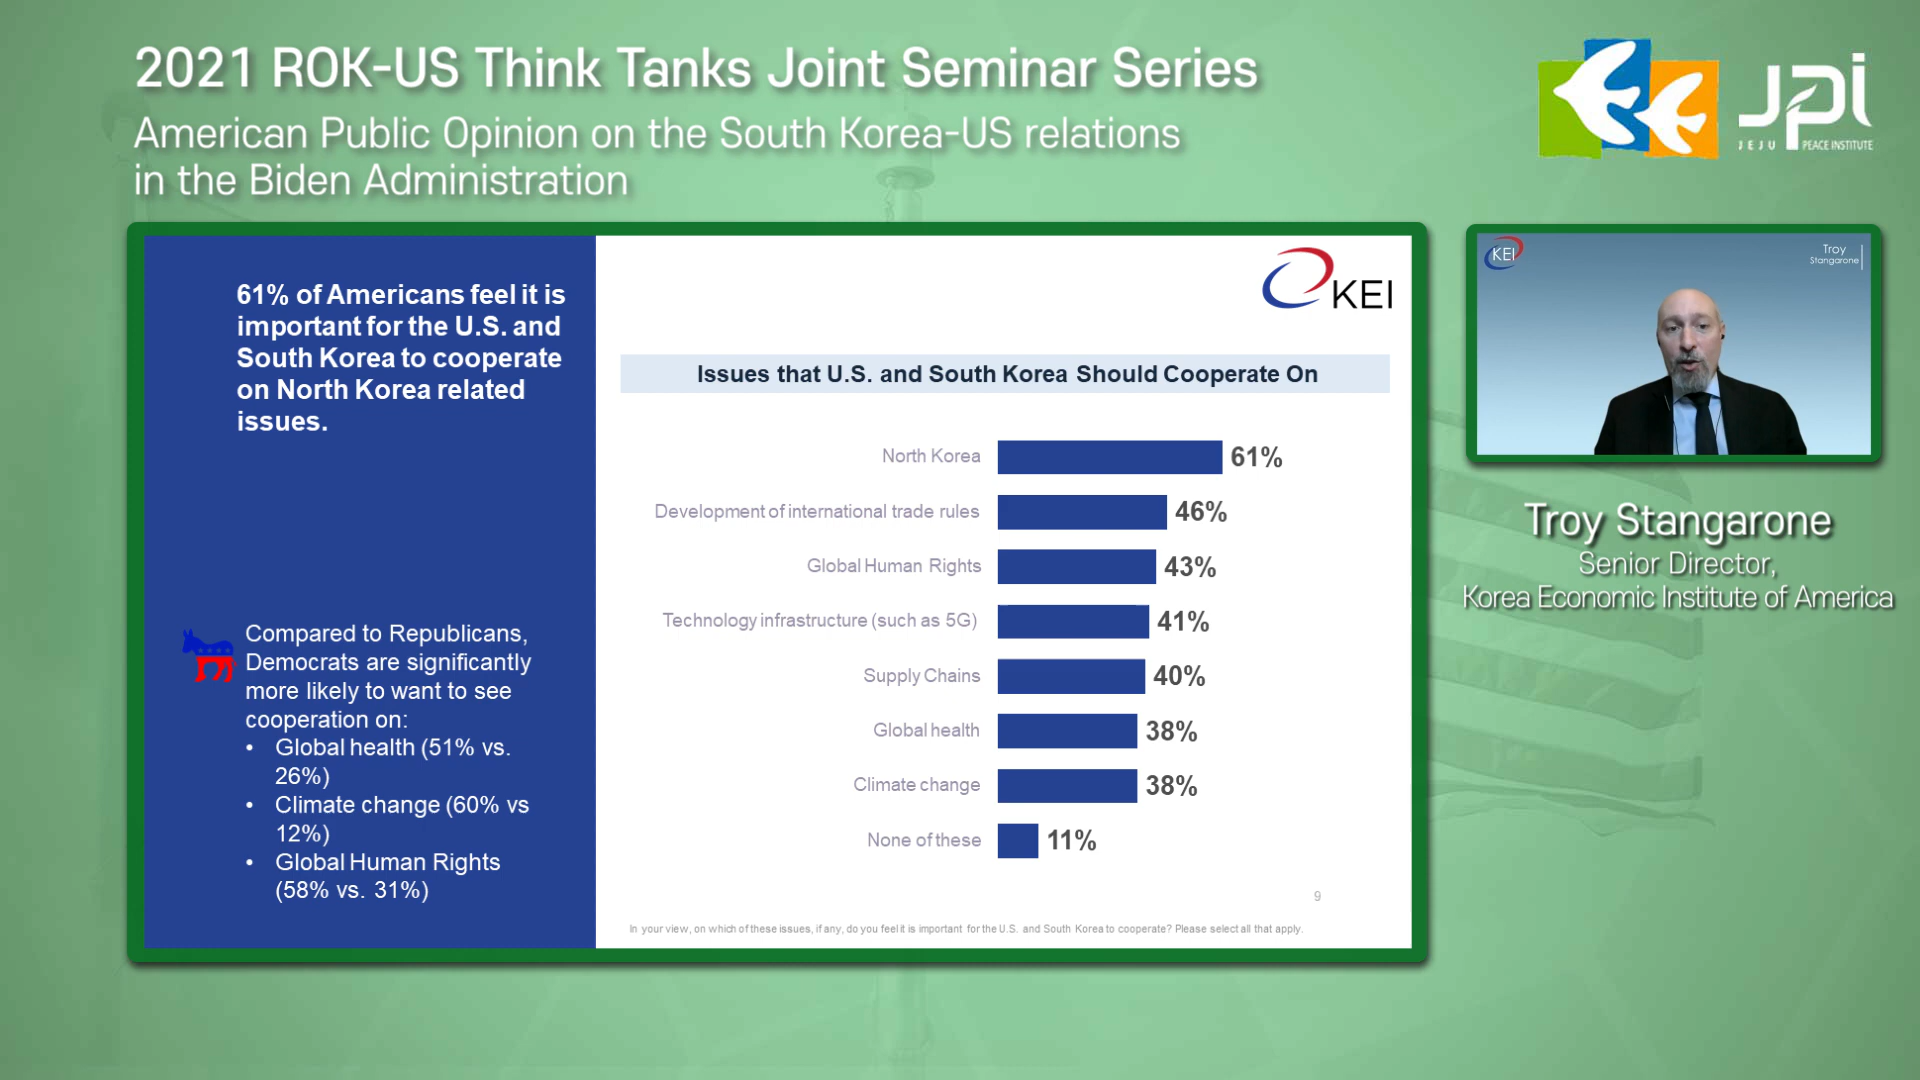 2021 ROK-US Think Tanks Joint Seminar Series
American Public Opinion on the South Korea-US relations
in the Biden Administration
JPI
JEJU PEACE INSTITUTE
61% of Americans feel it is
important for the U.S. and
South Korea to cooperate
on North Korea related
issues.
Compared to Republicans,
Democrats are significantly
more likely to want to see
cooperation on:
• Global health (51% vs.
26%)
• Climate change (60% vs
12%)
• Global Human Rights
(58% vs. 31%)
KEI
Issues that U.S. and South Korea Should Cooperate On
North Korea 61%
Development of international trade rules 46%
Global Human Rights 43%
Technology infrastructure (such as 5G) 41%
Supply Chains 40%
Global health 38%
Climate change 38%
None of these 11%
9
In your view, on which of these issues, if any, do you feel it is important for the U.S. and South Korea to cooperate? Please select all that apply.
KEI
Troy
Stangarone
Troy Stangarone
Senior Director,
Korea Economic Institute of America